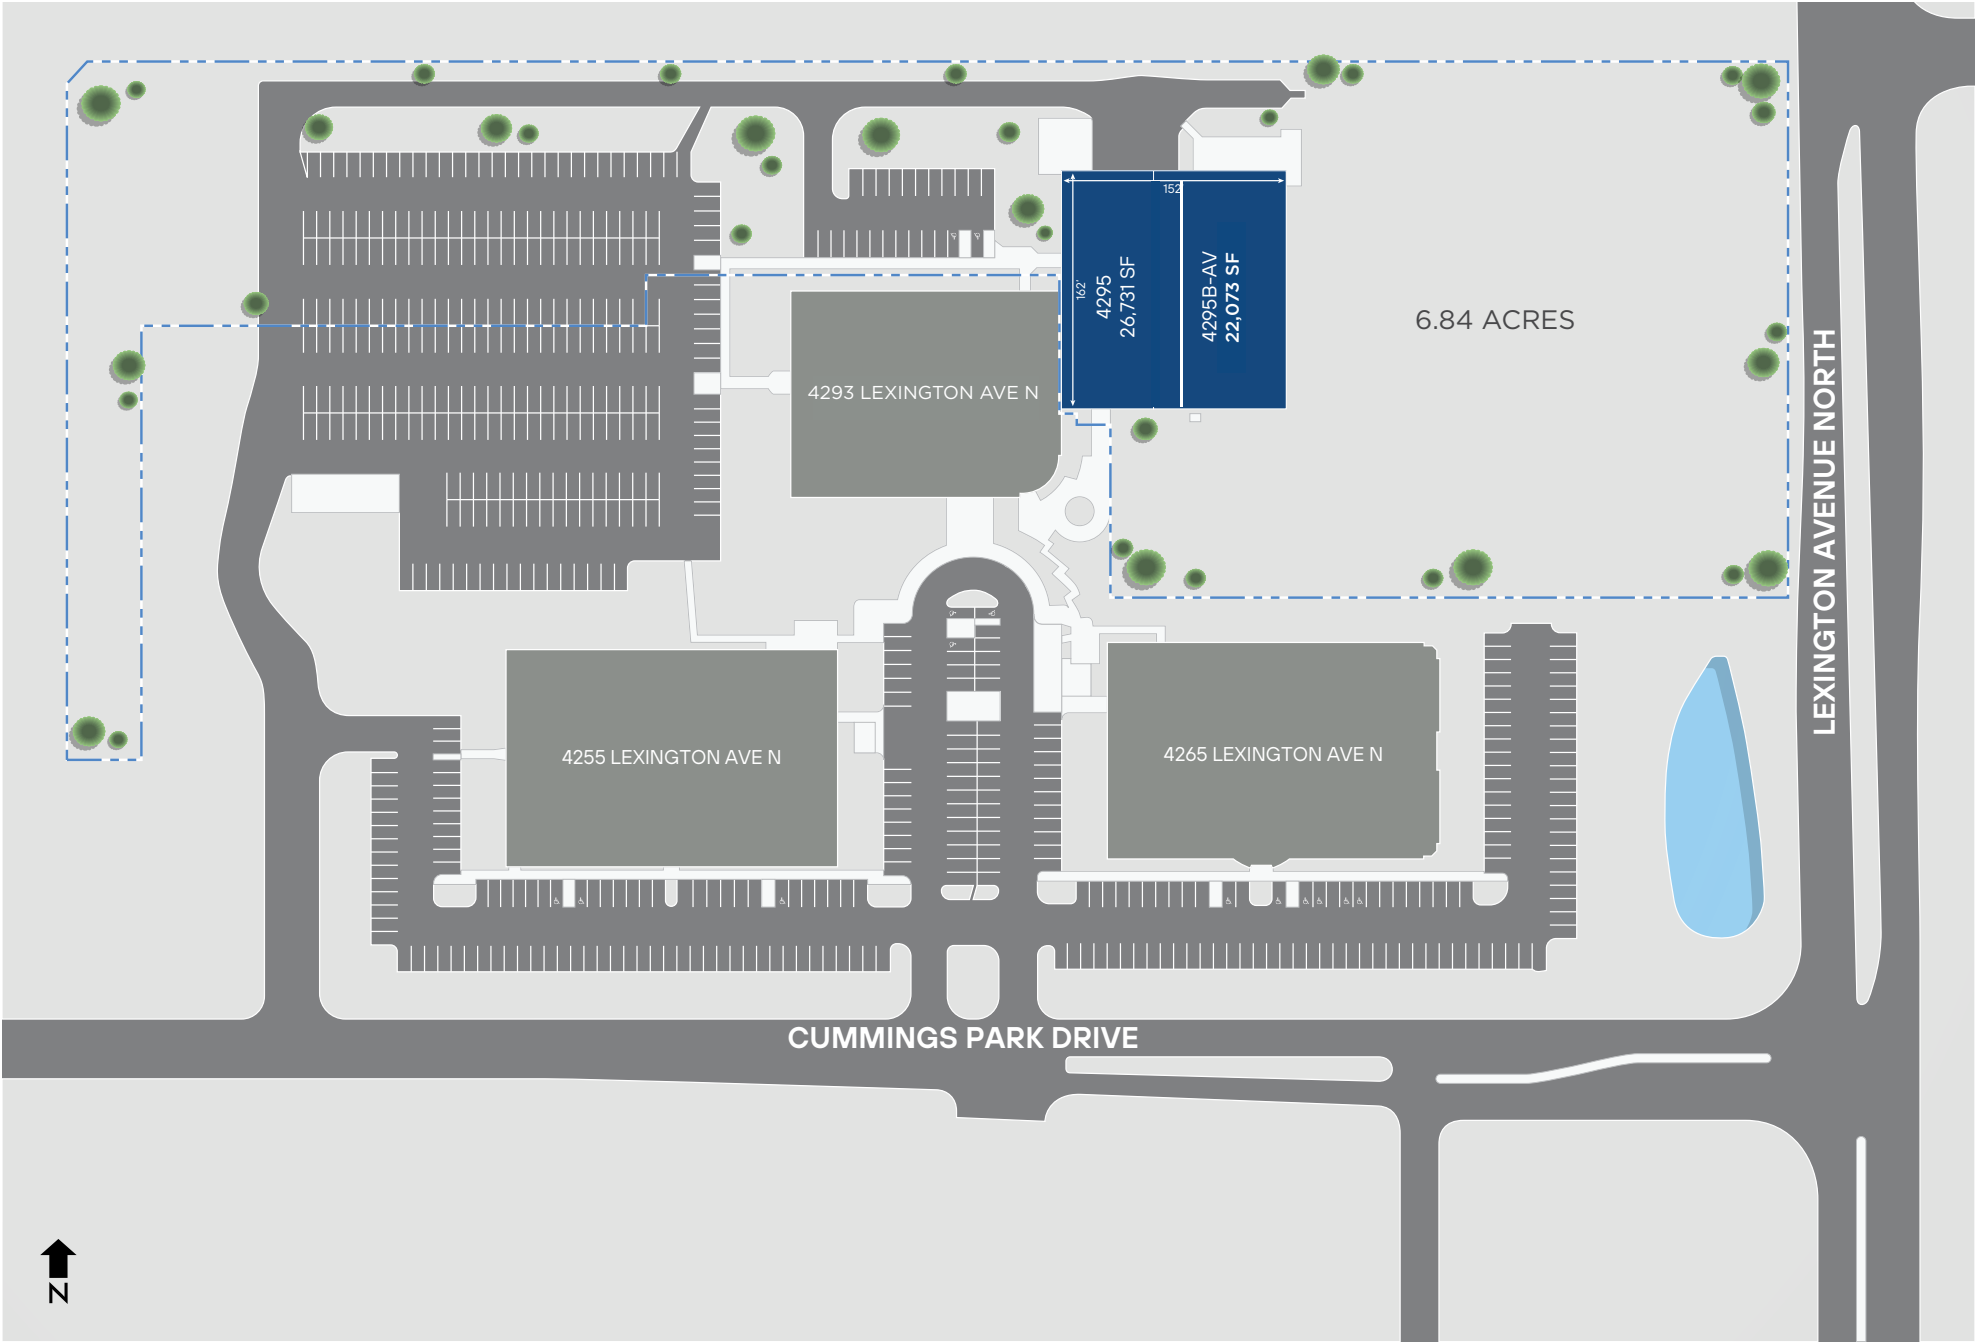 152
162'
4295
26,731 SF
4295B-AV
22,073 SF
6.84 ACRES
4293 LEXINGTON AVE N
LEXINGTON AVENUE NORTH
4255 LEXINGTON AVE N
4265 LEXINGTON AVE N
CUMMINGS PARK DRIVE
N